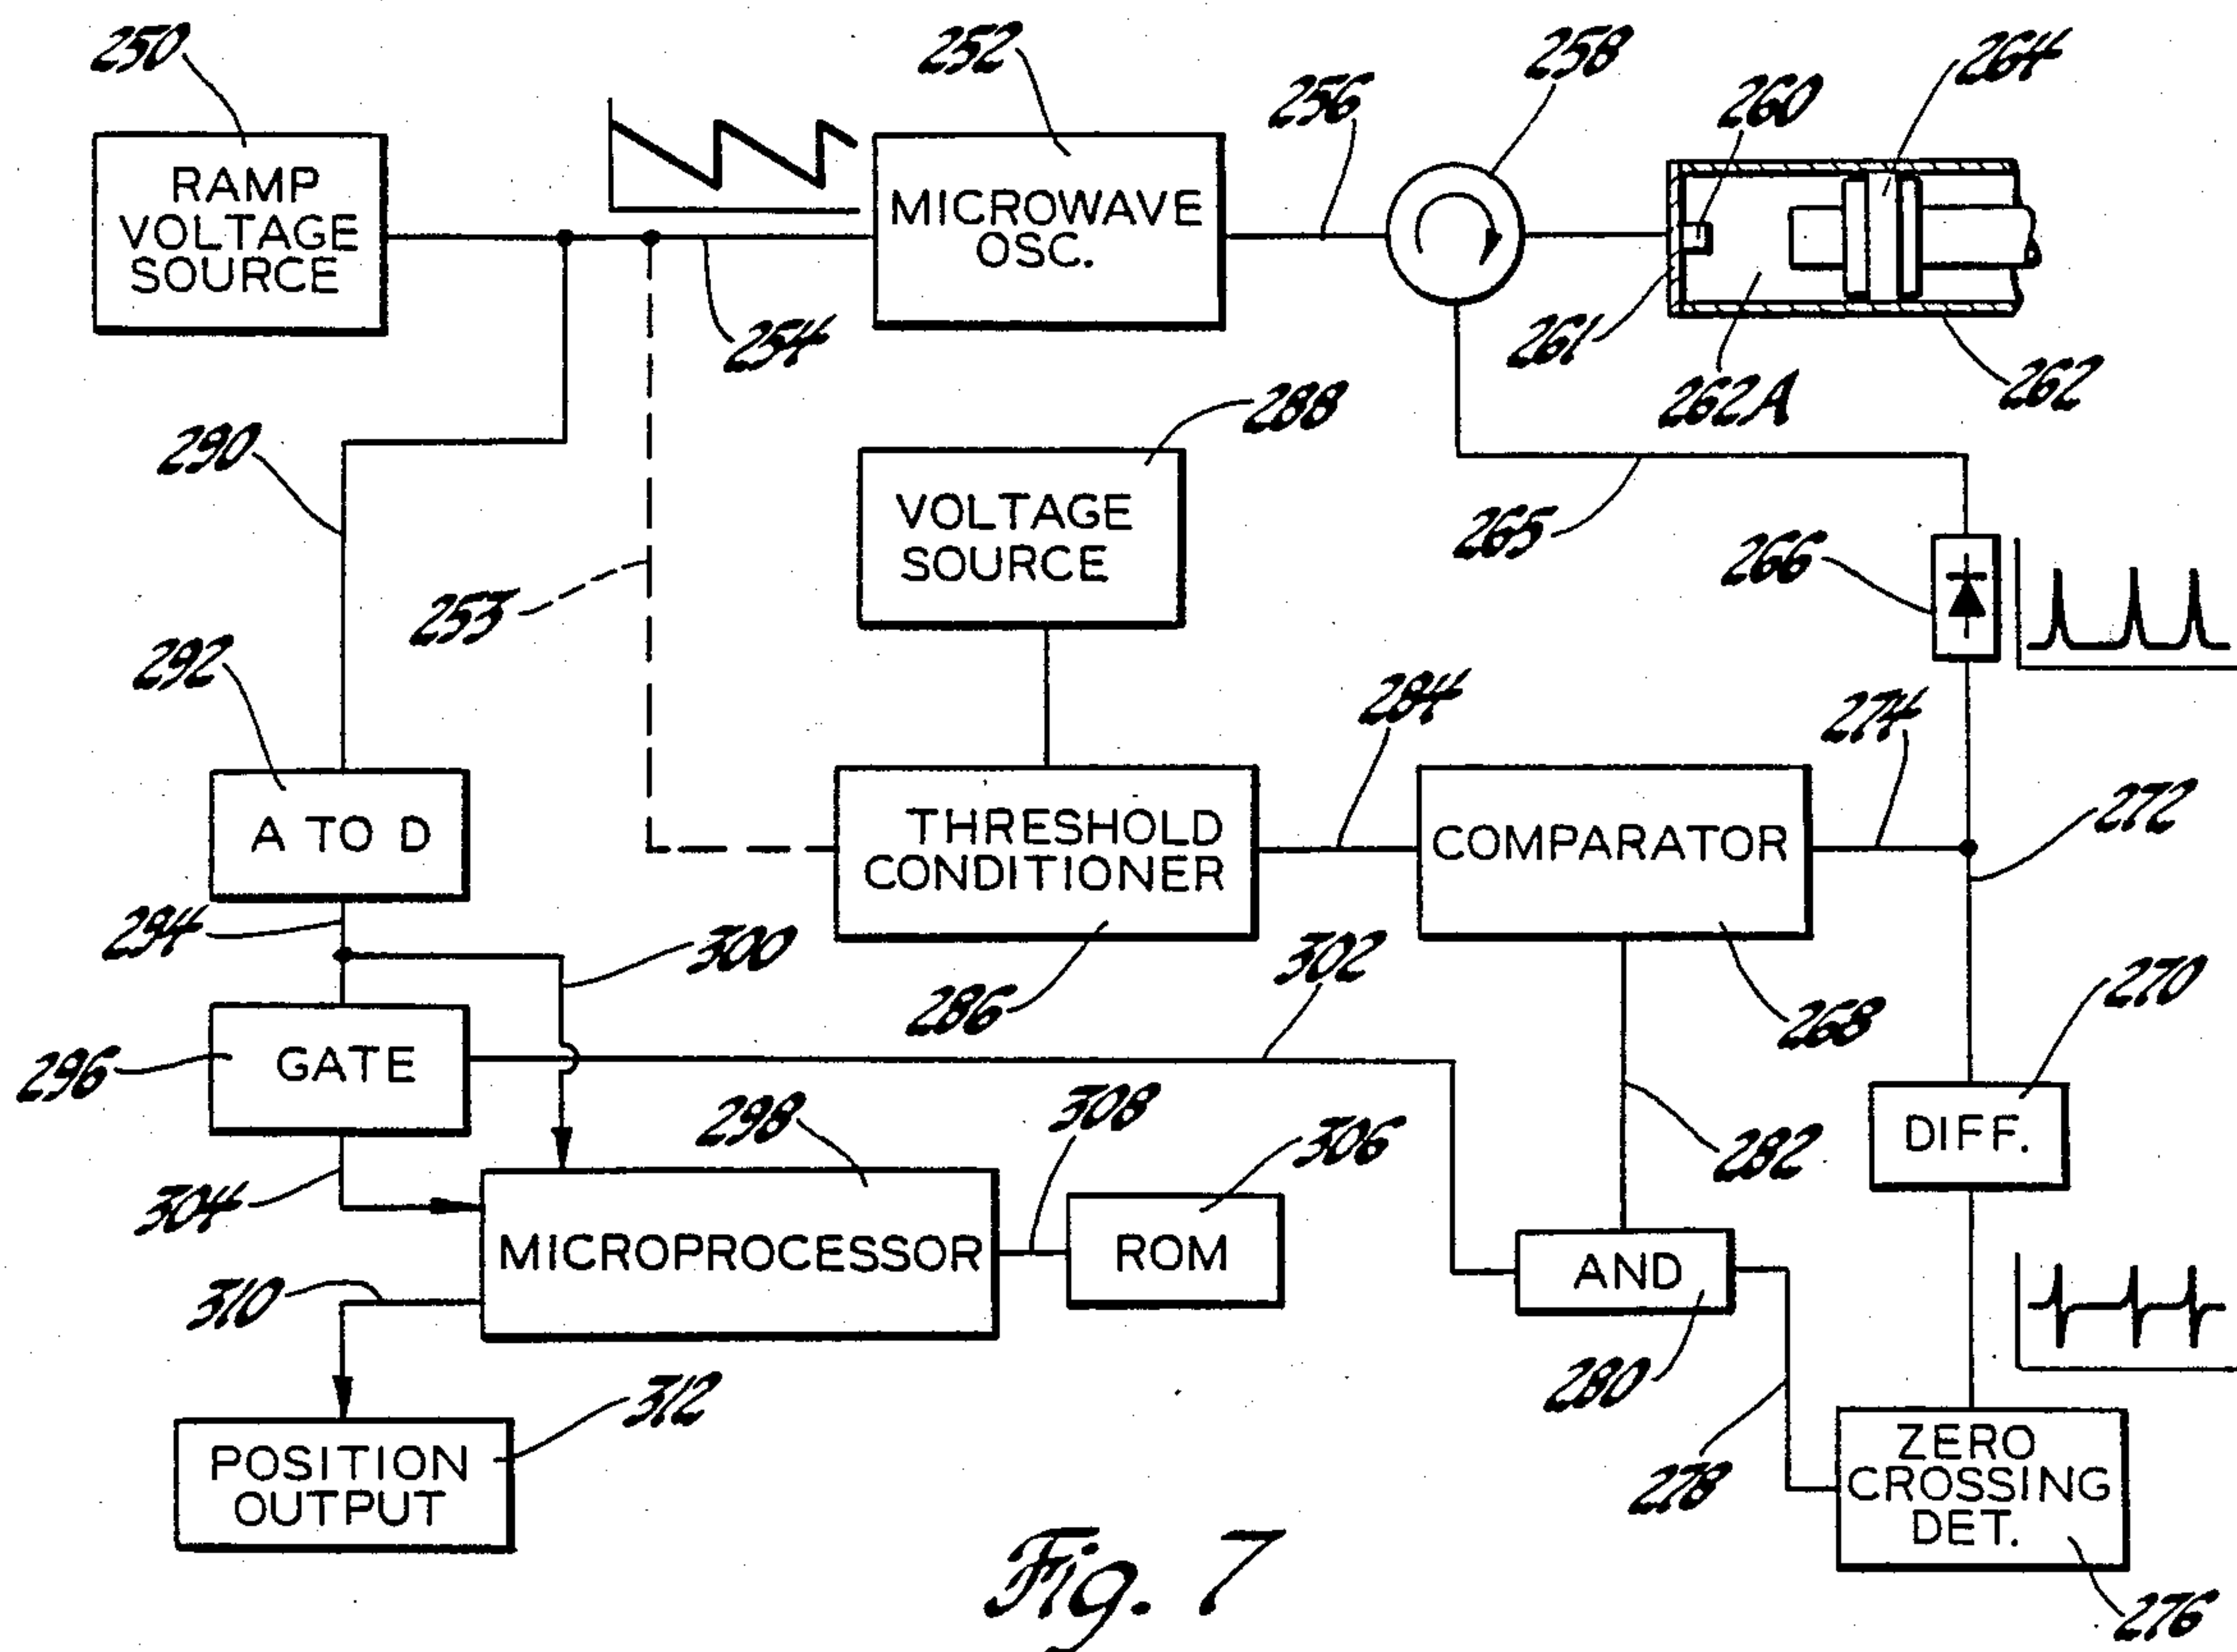 250
252
256
258
260
264
RAMP
VOLTAGE
SOURCE
MICROWAVE
OSC.
254
261
262A
262
288
290
253
VOLTAGE
SOURCE
265
266
292
284
274
272
A TO D
THRESHOLD
CONDITIONER
COMPARATOR
294
300
286
302
268
270
296
GATE
298
308
306
282
DIFF.
304
MICROPROCESSOR
ROM
AND
310
280
312
278
POSITION
OUTPUT
ZERO
CROSSING
DET.
276
Fig. 7